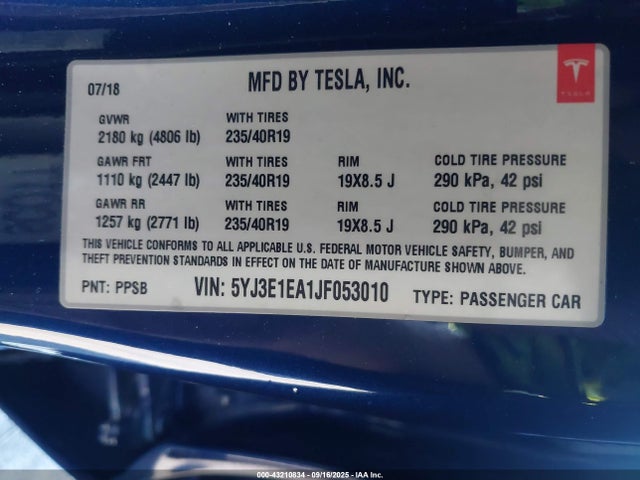 07/18 MFD BY TESLA, INC.
TESLA
GVWR WITH TIRES
2180 kg (4806 lb) 235/40R19
GAWR FRT WITH TIRES RIM COLD TIRE PRESSURE
1110 kg (2447 lb) 235/40R19 19X8.5 J 290 kPa, 42 psi
GAWR RR WITH TIRES RIM COLD TIRE PRESSURE
1257 kg (2771 lb) 235/40R19 19X8.5 J 290 kPa, 42 psi
THIS VEHICLE CONFORMS TO ALL APPLICABLE U.S. FEDERAL MOTOR VEHICLE SAFETY, BUMPER, AND
THEFT PREVENTION STANDARDS IN EFFECT ON THE DATE OF MANUFACTURE SHOWN ABOVE.
PNT: PPSB VIN: 5YJ3E1EA1JF053010 TYPE: PASSENGER CAR
000-43210834 - 09/16/2025 - IAA Inc.